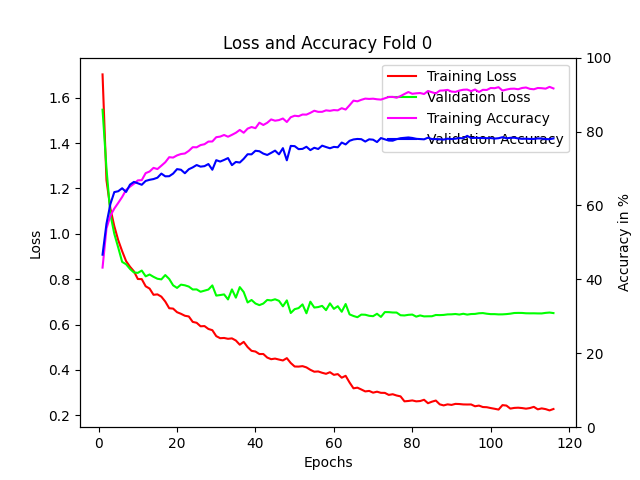 Loss and Accuracy Fold 0
Training Loss
Validation Loss
Training Accuracy
Validation Accuracy
Loss
1.6
1.4
1.2
1.0
0.8
0.6
0.4
0.2
100
80
60
40
20
0
Accuracy in %
0 20 40 60 80 100 120
Epochs